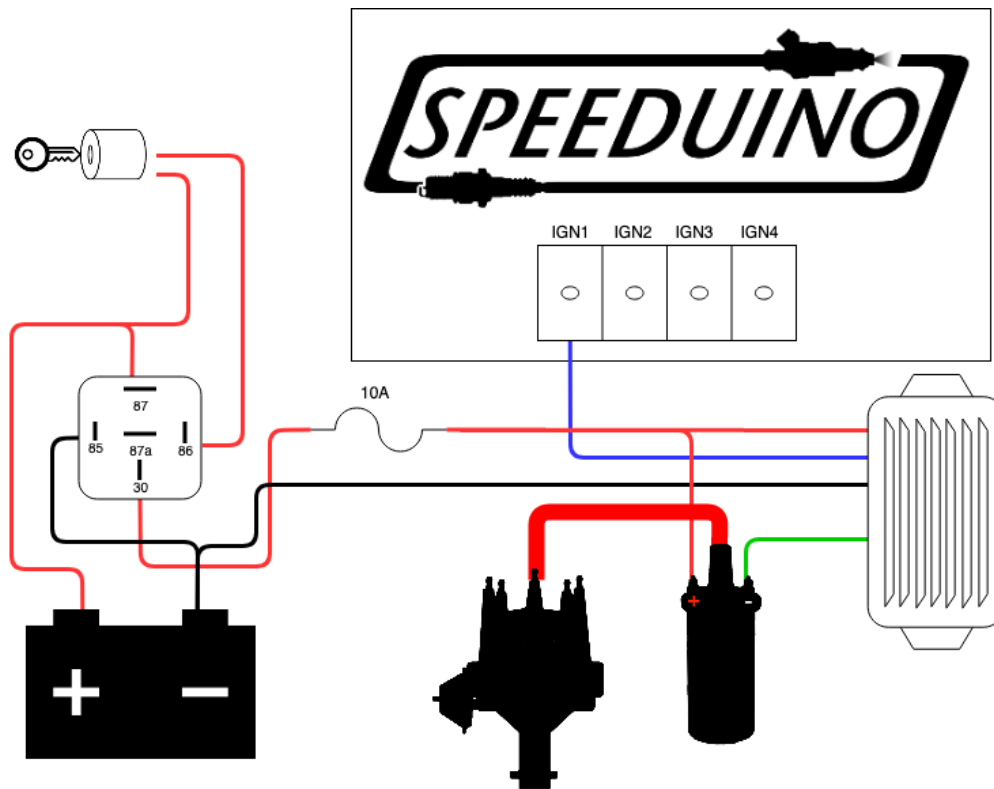 SPEEDUINO
IGN1 IGN2 IGN3 IGN4
10A
87
85 87a 86
30
+ −
+ −